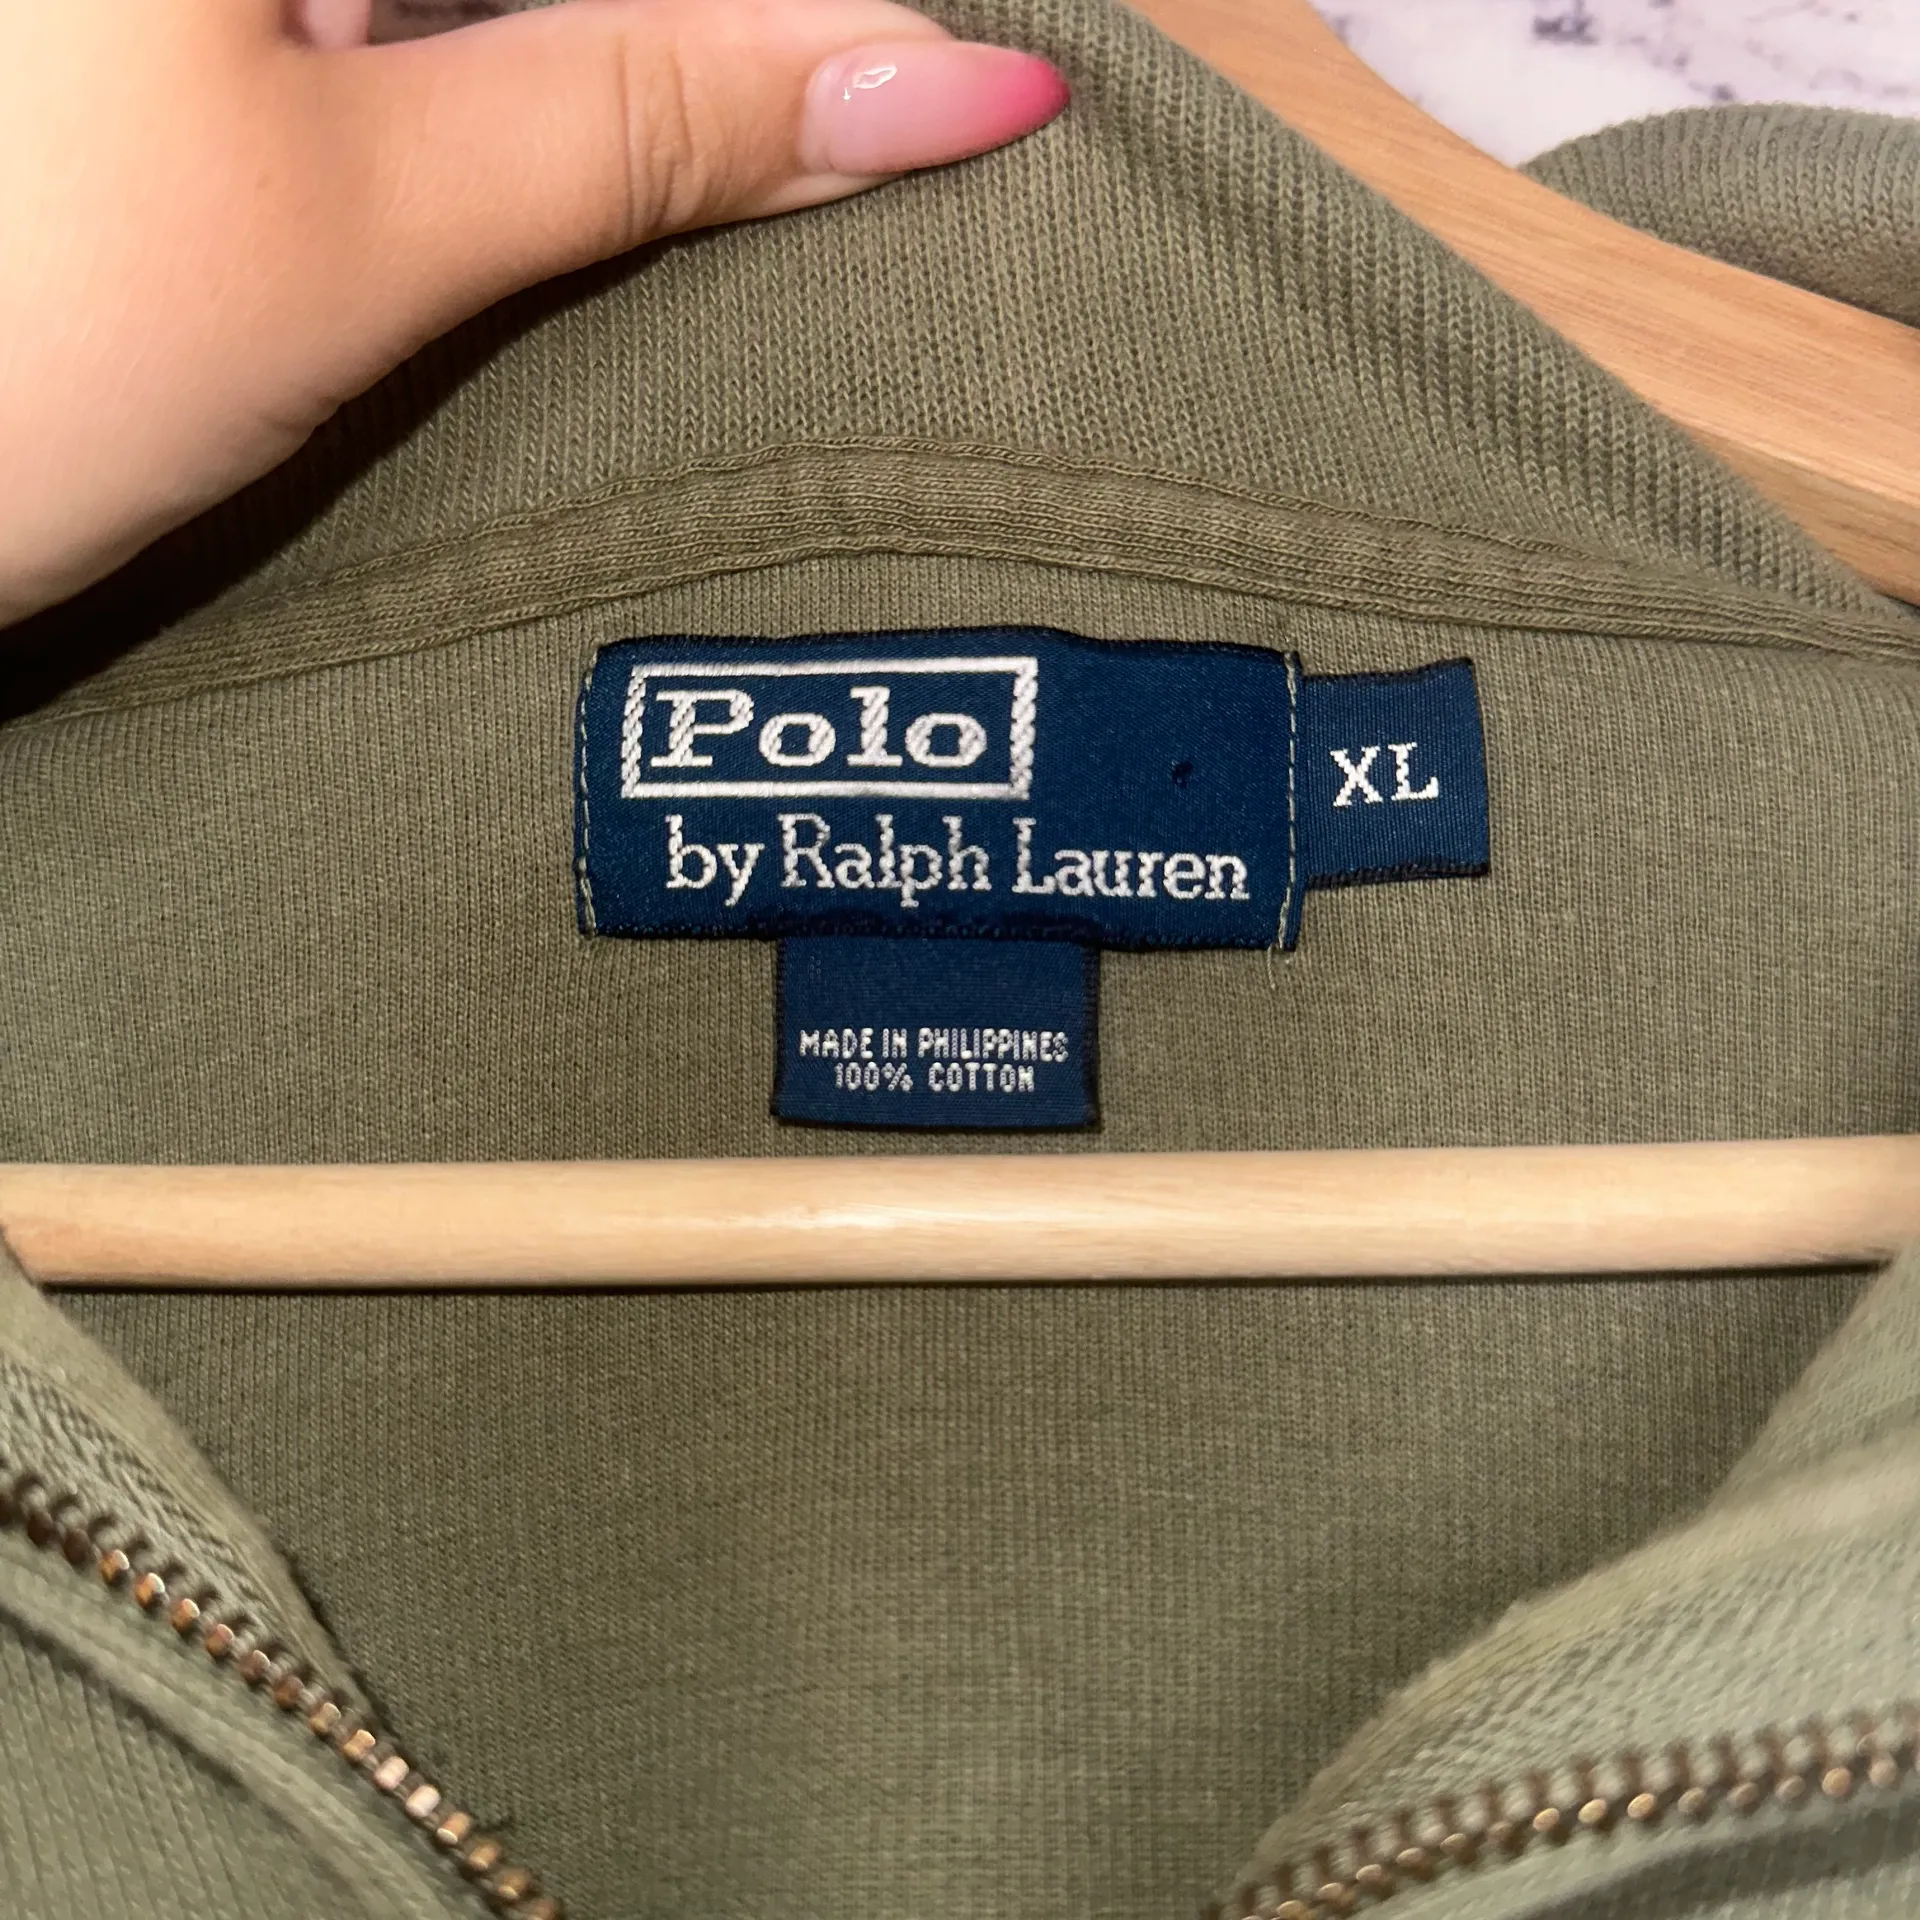 Polo
by Ralph Lauren
XL
MADE IN PHILIPPINES
100% COTTON